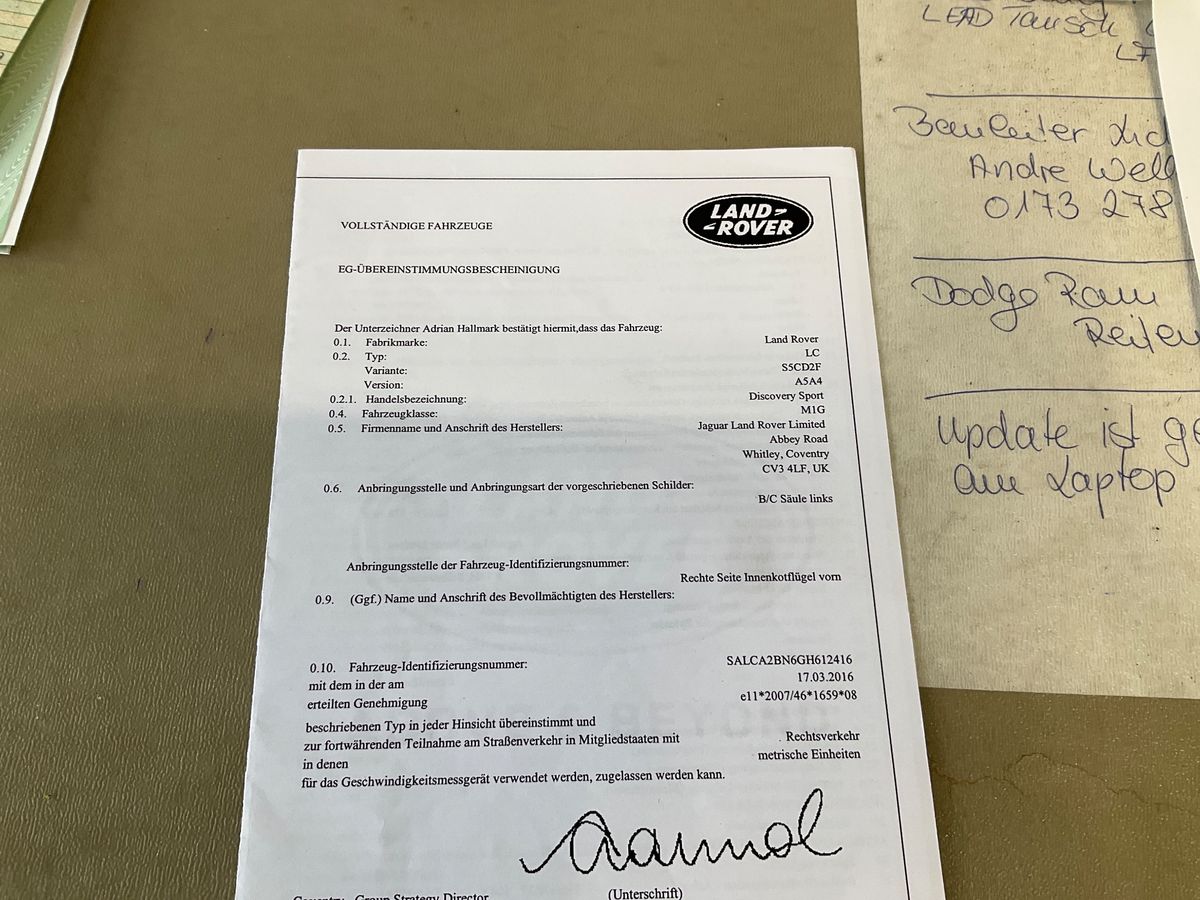 LAND
ROVER
VOLLSTÄNDIGE FAHRZEUGE
EG-ÜBEREINSTIMMUNGSBESCHEINIGUNG
Der Unterzeichner Adrian Hallmark bestätigt hiermit,dass das Fahrzeug:
0.1. Fabrikmarke: Land Rover
0.2. Typ: LC
Variante: S5CD2F
Version: A5A4
0.2.1. Handelsbezeichnung: Discovery Sport
0.4. Fahrzeugklasse: M1G
0.5. Firmenname und Anschrift des Herstellers: Jaguar Land Rover Limited
Abbey Road
Whitley, Coventry
CV3 4LF, UK
0.6. Anbringungsstelle und Anbringungsart der vorgeschriebenen Schilder:
B/C Säule links
Anbringungsstelle der Fahrzeug-Identifizierungsnummer:
Rechte Seite Innenkotflügel vorn
0.9. (Ggf.) Name und Anschrift des Bevollmächtigten des Herstellers:
0.10. Fahrzeug-Identifizierungsnummer: SALCA2BN6GH612416
mit dem in der am 17.03.2016
erteilten Genehmigung e11*2007/46*1659*08
beschriebenen Typ in jeder Hinsicht übereinstimmt und
zur fortwährenden Teilnahme am Straßenverkehr in Mitgliedstaaten mit Rechtsverkehr
in denen metrische Einheiten
für das Geschwindigkeitsmessgerät verwendet werden, zugelassen werden kann.
(Unterschrift)
Group Strategy Director
LEAD Tausch
Bauleiter
Andre Well
0173 278
Dodge Ram
Reifen
Update ist ge
am Laptop